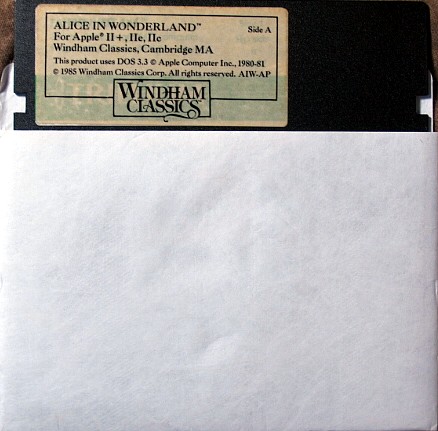 ALICE IN WONDERLAND™ Side A
For Apple® II+, IIe, IIc
Windham Classics, Cambridge MA
This product uses DOS 3.3 © Apple Computer Inc., 1980-81
© 1985 Windham Classics Corp. All rights reserved. AIW-AP
WINDHAM
CLASSICS